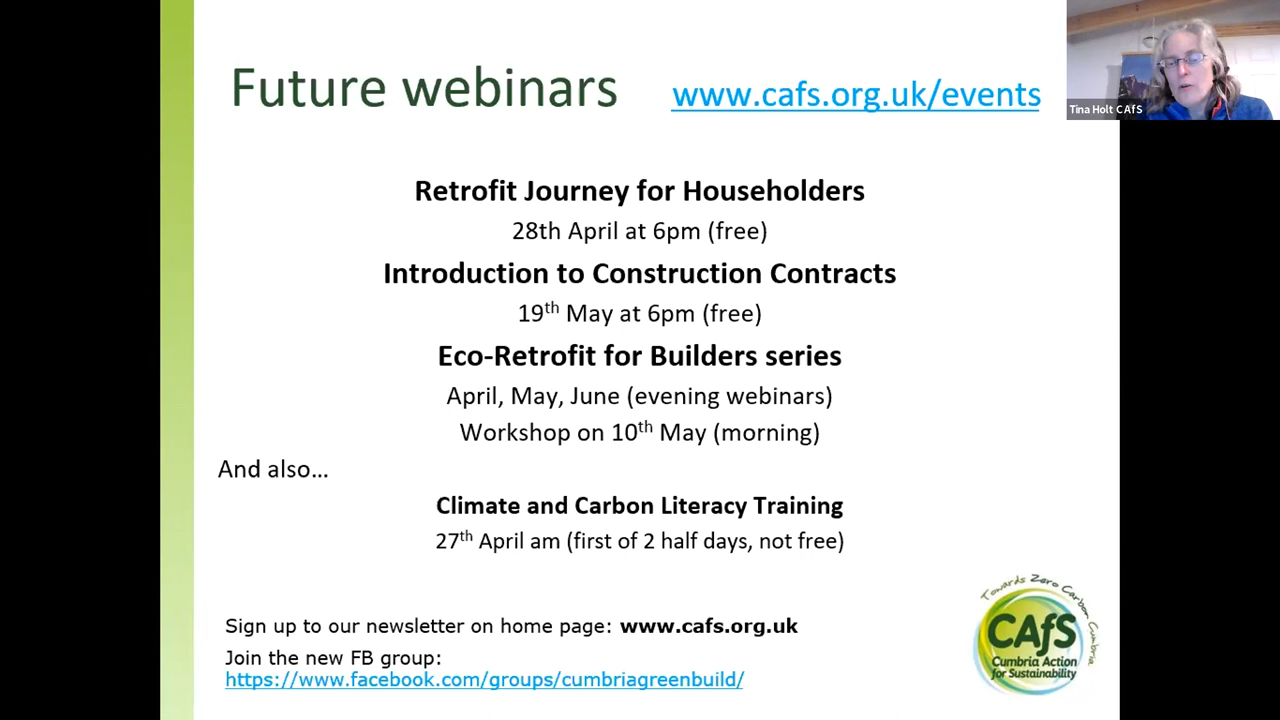 Future webinars www.cafs.org.uk/events
Tina Holt CAfS
Retrofit Journey for Householders
28th April at 6pm (free)
Introduction to Construction Contracts
19th May at 6pm (free)
Eco-Retrofit for Builders series
April, May, June (evening webinars)
Workshop on 10th May (morning)
And also…
Climate and Carbon Literacy Training
27th April am (first of 2 half days, not free)
Sign up to our newsletter on home page: www.cafs.org.uk
Join the new FB group:
https://www.facebook.com/groups/cumbriagreenbuild/
Towards Zero Carbon Cumbria
CAfS
Cumbria Action
for Sustainability